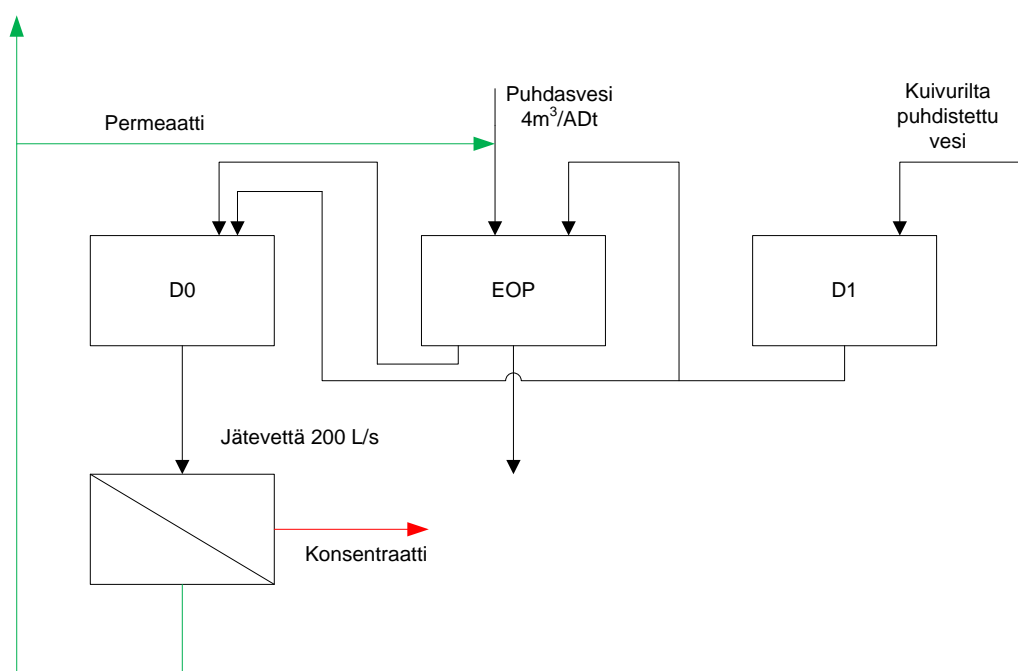 Permeaatti
Puhdasvesi
4m³/ADt
Kuivurilta
puhdistettu
vesi
D0
EOP
D1
Jätevettä 200 L/s
Konsentraatti